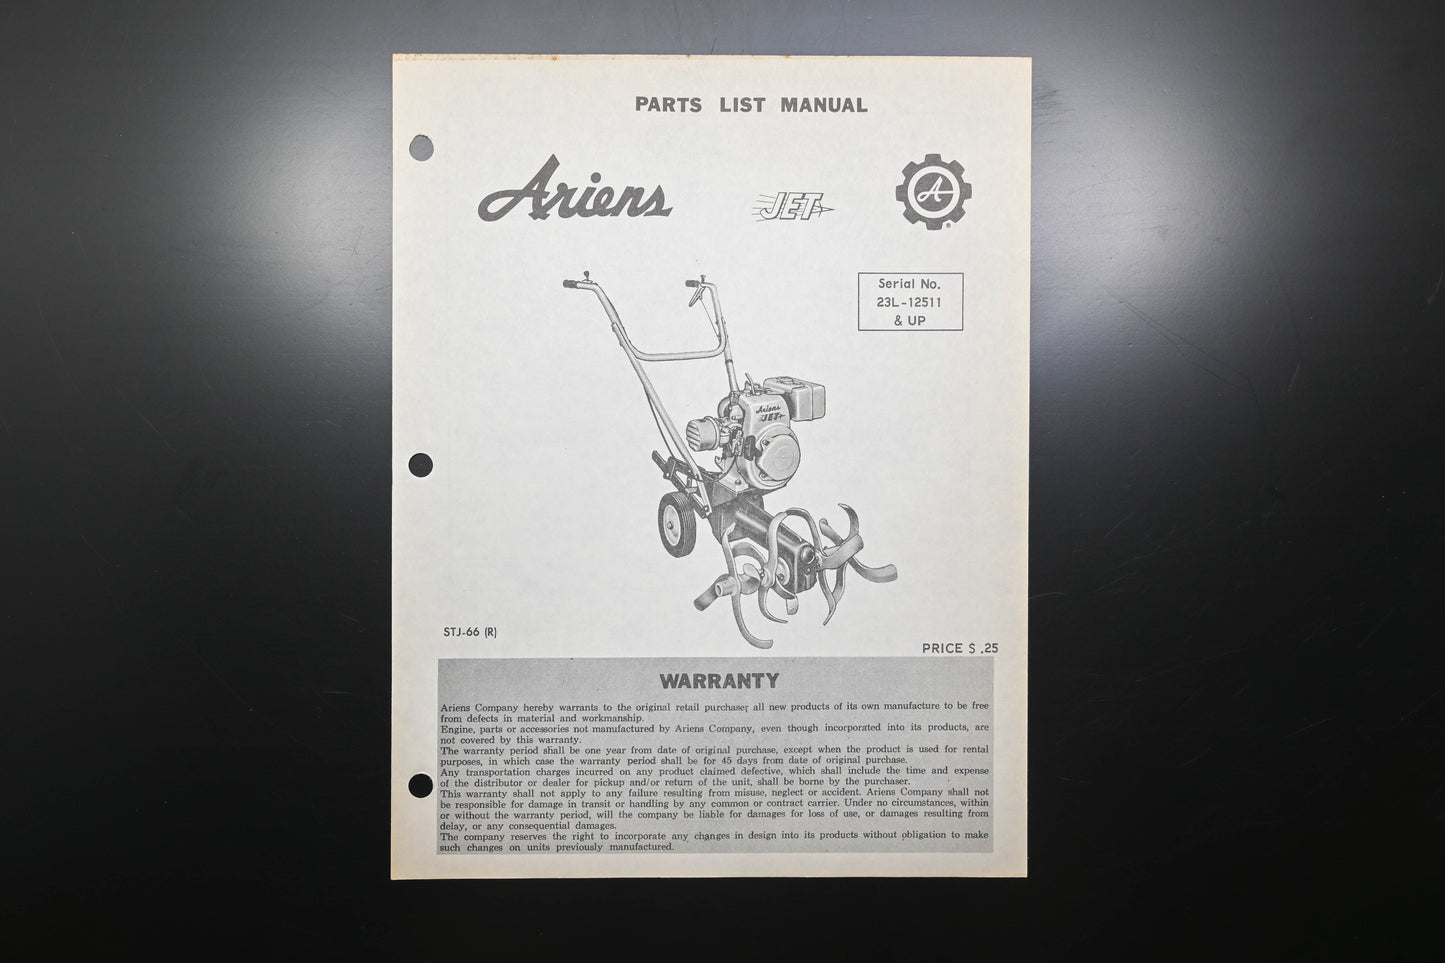 PARTS LIST MANUAL
Ariens
JET
A
®
Serial No.
23L-12511
& UP
Ariens
JET
STJ-66 (R)
PRICE $ .25
WARRANTY
Ariens Company hereby warrants to the original retail purchaser all new products of its own manufacture to be free
from defects in material and workmanship.
Engine, parts or accessories not manufactured by Ariens Company, even though incorporated into its products, are
not covered by this warranty.
The warranty period shall be one year from date of original purchase, except when the product is used for rental
purposes, in which case the warranty period shall be for 45 days from date of original purchase.
Any transportation charges incurred on any product claimed defective, which shall include the time and expense
of the distributor or dealer for pickup and/or return of the unit, shall be borne by the purchaser.
This warranty shall not apply to any failure resulting from misuse, neglect or accident. Ariens Company shall not
be responsible for damage in transit or handling by any common or contract carrier. Under no circumstances, within
or without the warranty period, will the company be liable for damages for loss of use, or damages resulting from
delay, or any consequential damages.
The company reserves the right to incorporate any changes in design into its products without obligation to make
such changes on units previously manufactured.